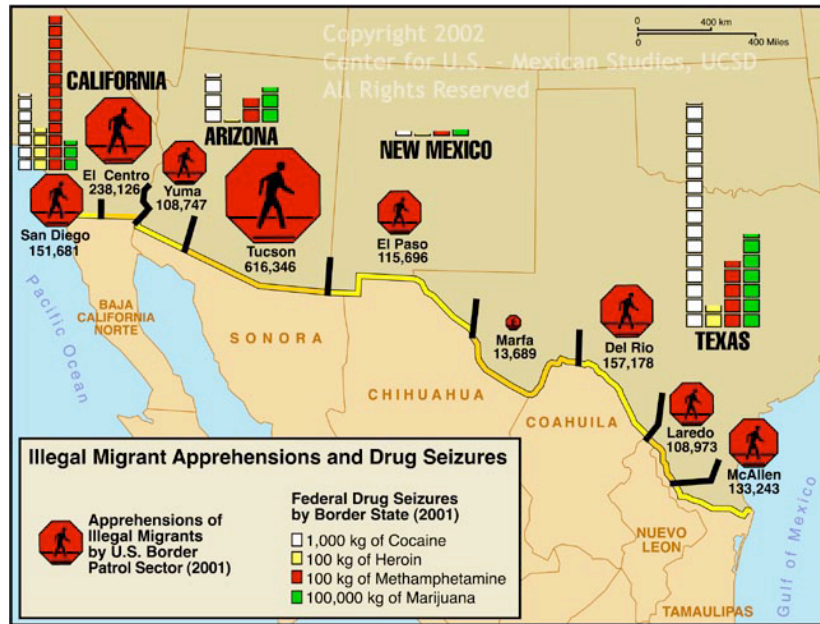 Copyright 2002
Center for U.S. - Mexican Studies, UCSD
All Rights Reserved
0 400 km
0 400 Miles
CALIFORNIA
ARIZONA
NEW MEXICO
TEXAS
El Centro
238,126
Yuma
108,747
San Diego
151,681
Tucson
616,346
El Paso
115,696
Marfa
13,689
Del Rio
157,178
Laredo
108,973
McAllen
133,243
Pacific Ocean
BAJA
CALIFORNIA
NORTE
SONORA
CHIHUAHUA
COAHUILA
NUEVO
LEON
TAMAULIPAS
Gulf of Mexico
Illegal Migrant Apprehensions and Drug Seizures
Apprehensions of
Illegal Migrants
by U.S. Border
Patrol Sector (2001)
Federal Drug Seizures
by Border State (2001)
1,000 kg of Cocaine
100 kg of Heroin
100 kg of Methamphetamine
100,000 kg of Marijuana